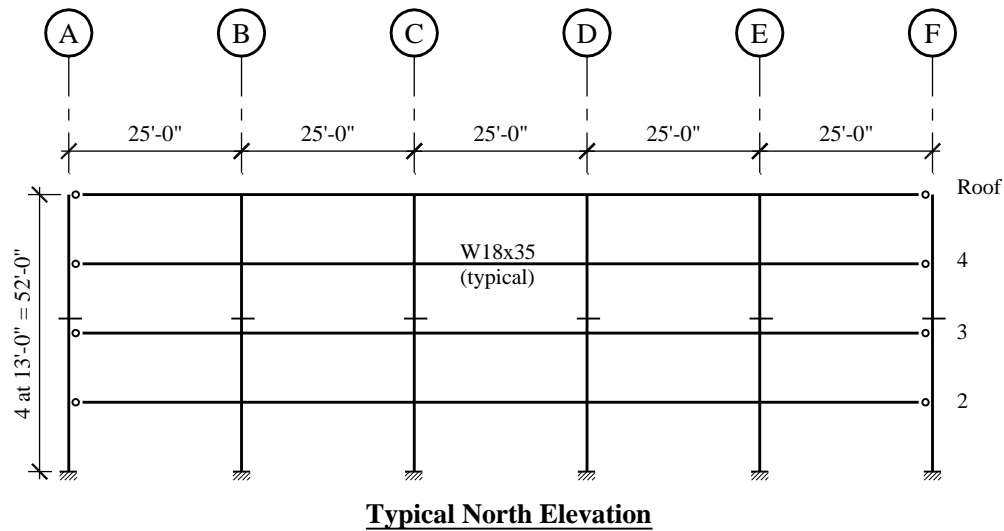 A B C D E F
25'-0" 25'-0" 25'-0" 25'-0" 25'-0"
Roof
W18x35
(typical)
4
3
2
4 at 13'-0" = 52'-0"
Typical North Elevation